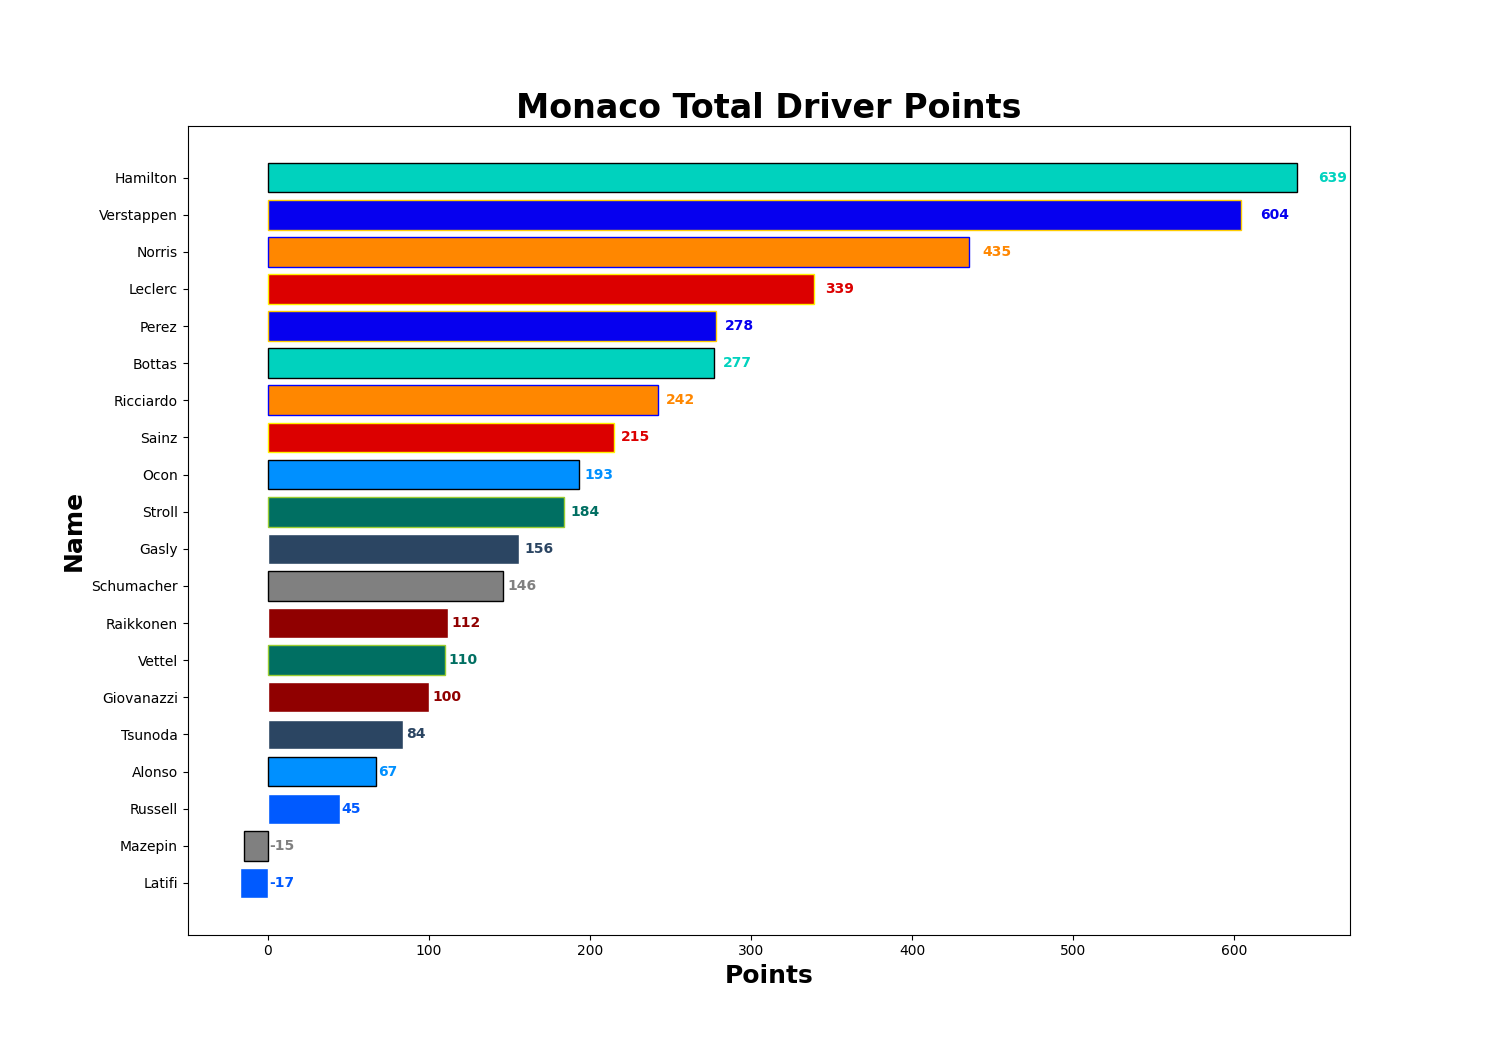 Monaco Total Driver Points
Name
Hamilton 639
Verstappen 604
Norris 435
Leclerc 339
Perez 278
Bottas 277
Ricciardo 242
Sainz 215
Ocon 193
Stroll 184
Gasly 156
Schumacher 146
Raikkonen 112
Vettel 110
Giovanazzi 100
Tsunoda 84
Alonso 67
Russell 45
Mazepin -15
Latifi -17
0 100 200 300 400 500 600
Points